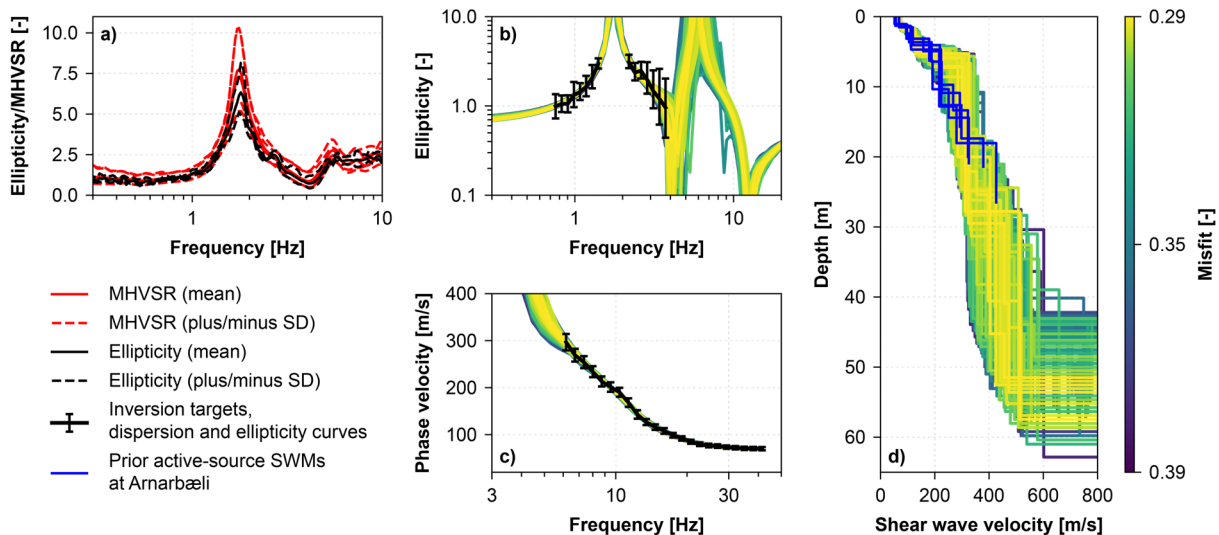 a)
Ellipticity/MHVSR [-]
10.0
7.5
5.0
2.5
0.0
1
10
Frequency [Hz]
b)
Ellipticity [-]
10.0
1.0
0.1
1
10
Frequency [Hz]
MHVSR (mean)
MHVSR (plus/minus SD)
Ellipticity (mean)
Ellipticity (plus/minus SD)
Inversion targets,
dispersion and ellipticity curves
Prior active-source SWMs
at Arnarbæli
c)
Phase velocity [m/s]
400
300
200
100
3
10
30
Frequency [Hz]
d)
Depth [m]
0
10
20
30
40
50
60
0
200
400
600
800
Shear wave velocity [m/s]
Misfit [-]
0.29
0.35
0.39